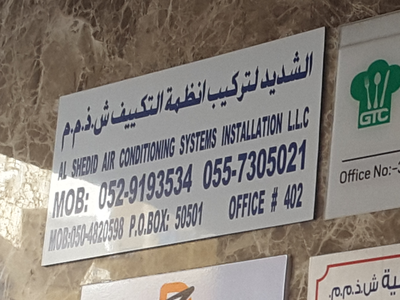 الشديد لتركيب انظمة التكييف ش.ذ.م.م
AL SHEDID AIR CONDITIONING SYSTEMS INSTALLATION L.L.C
MOB: 052-9193534 055-7305021
MOB:050-4820598 P.O.BOX: 50501 OFFICE # 402
GTC
Office No:-3
ش.ذ.م.م.